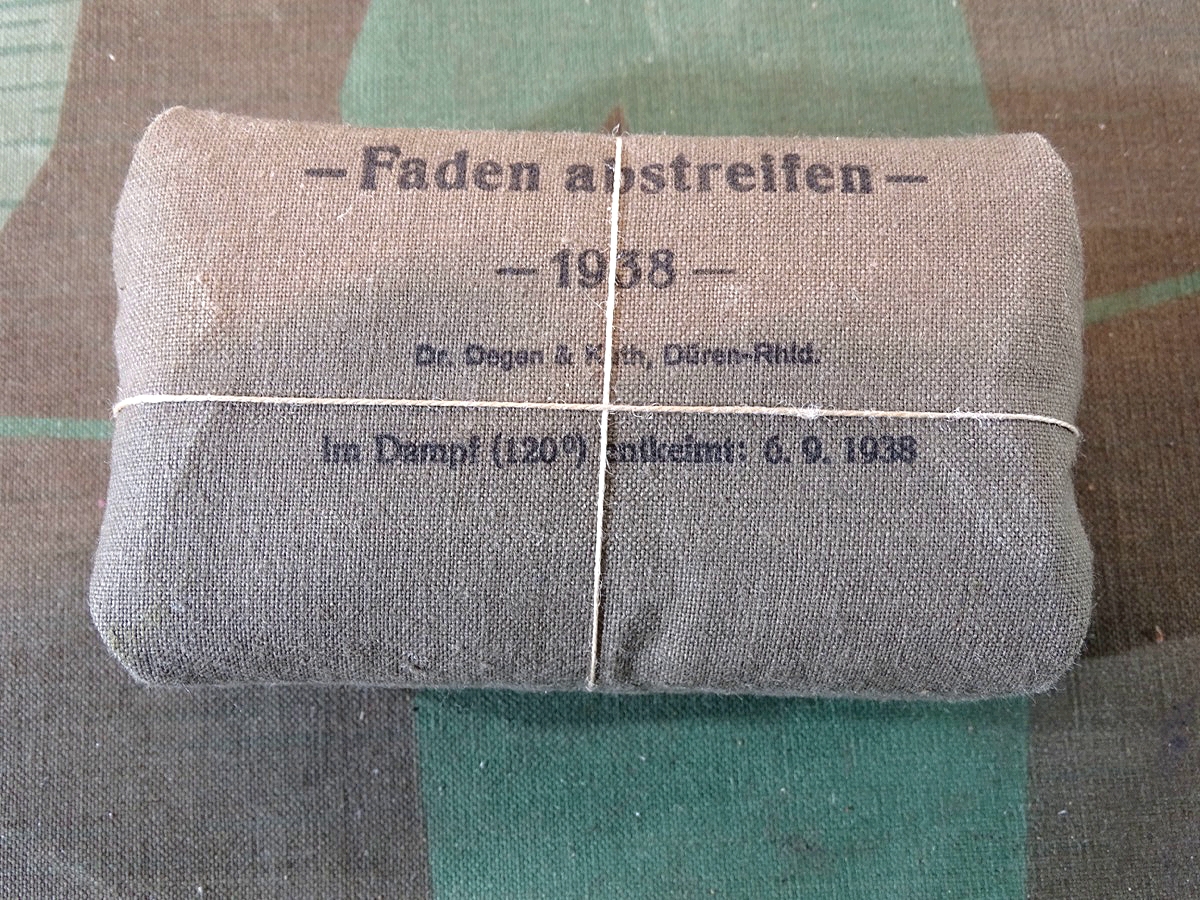 – Faden abstreifen –
– 1938 –
Dr. Degen & Kuth, Düren-Rhld.
Im Dampf (120°) entkeimt: 6. 9. 1938